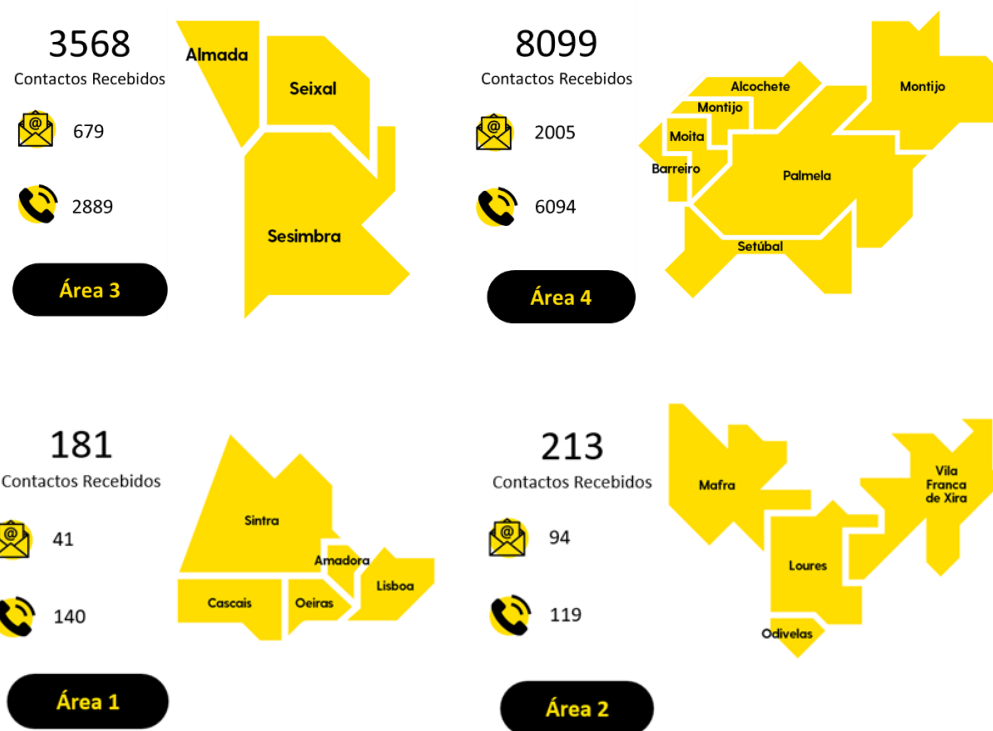 3568
Contactos Recebidos
679
2889
Área 3
Almada
Seixal
Sesimbra
8099
Contactos Recebidos
2005
6094
Área 4
Alcochete
Montijo
Montijo
Moita
Barreiro
Palmela
Setúbal
181
Contactos Recebidos
41
140
Área 1
Sintra
Amadora
Lisboa
Cascais
Oeiras
213
Contactos Recebidos
94
119
Área 2
Mafra
Vila
Franca
de Xira
Loures
Odivelas